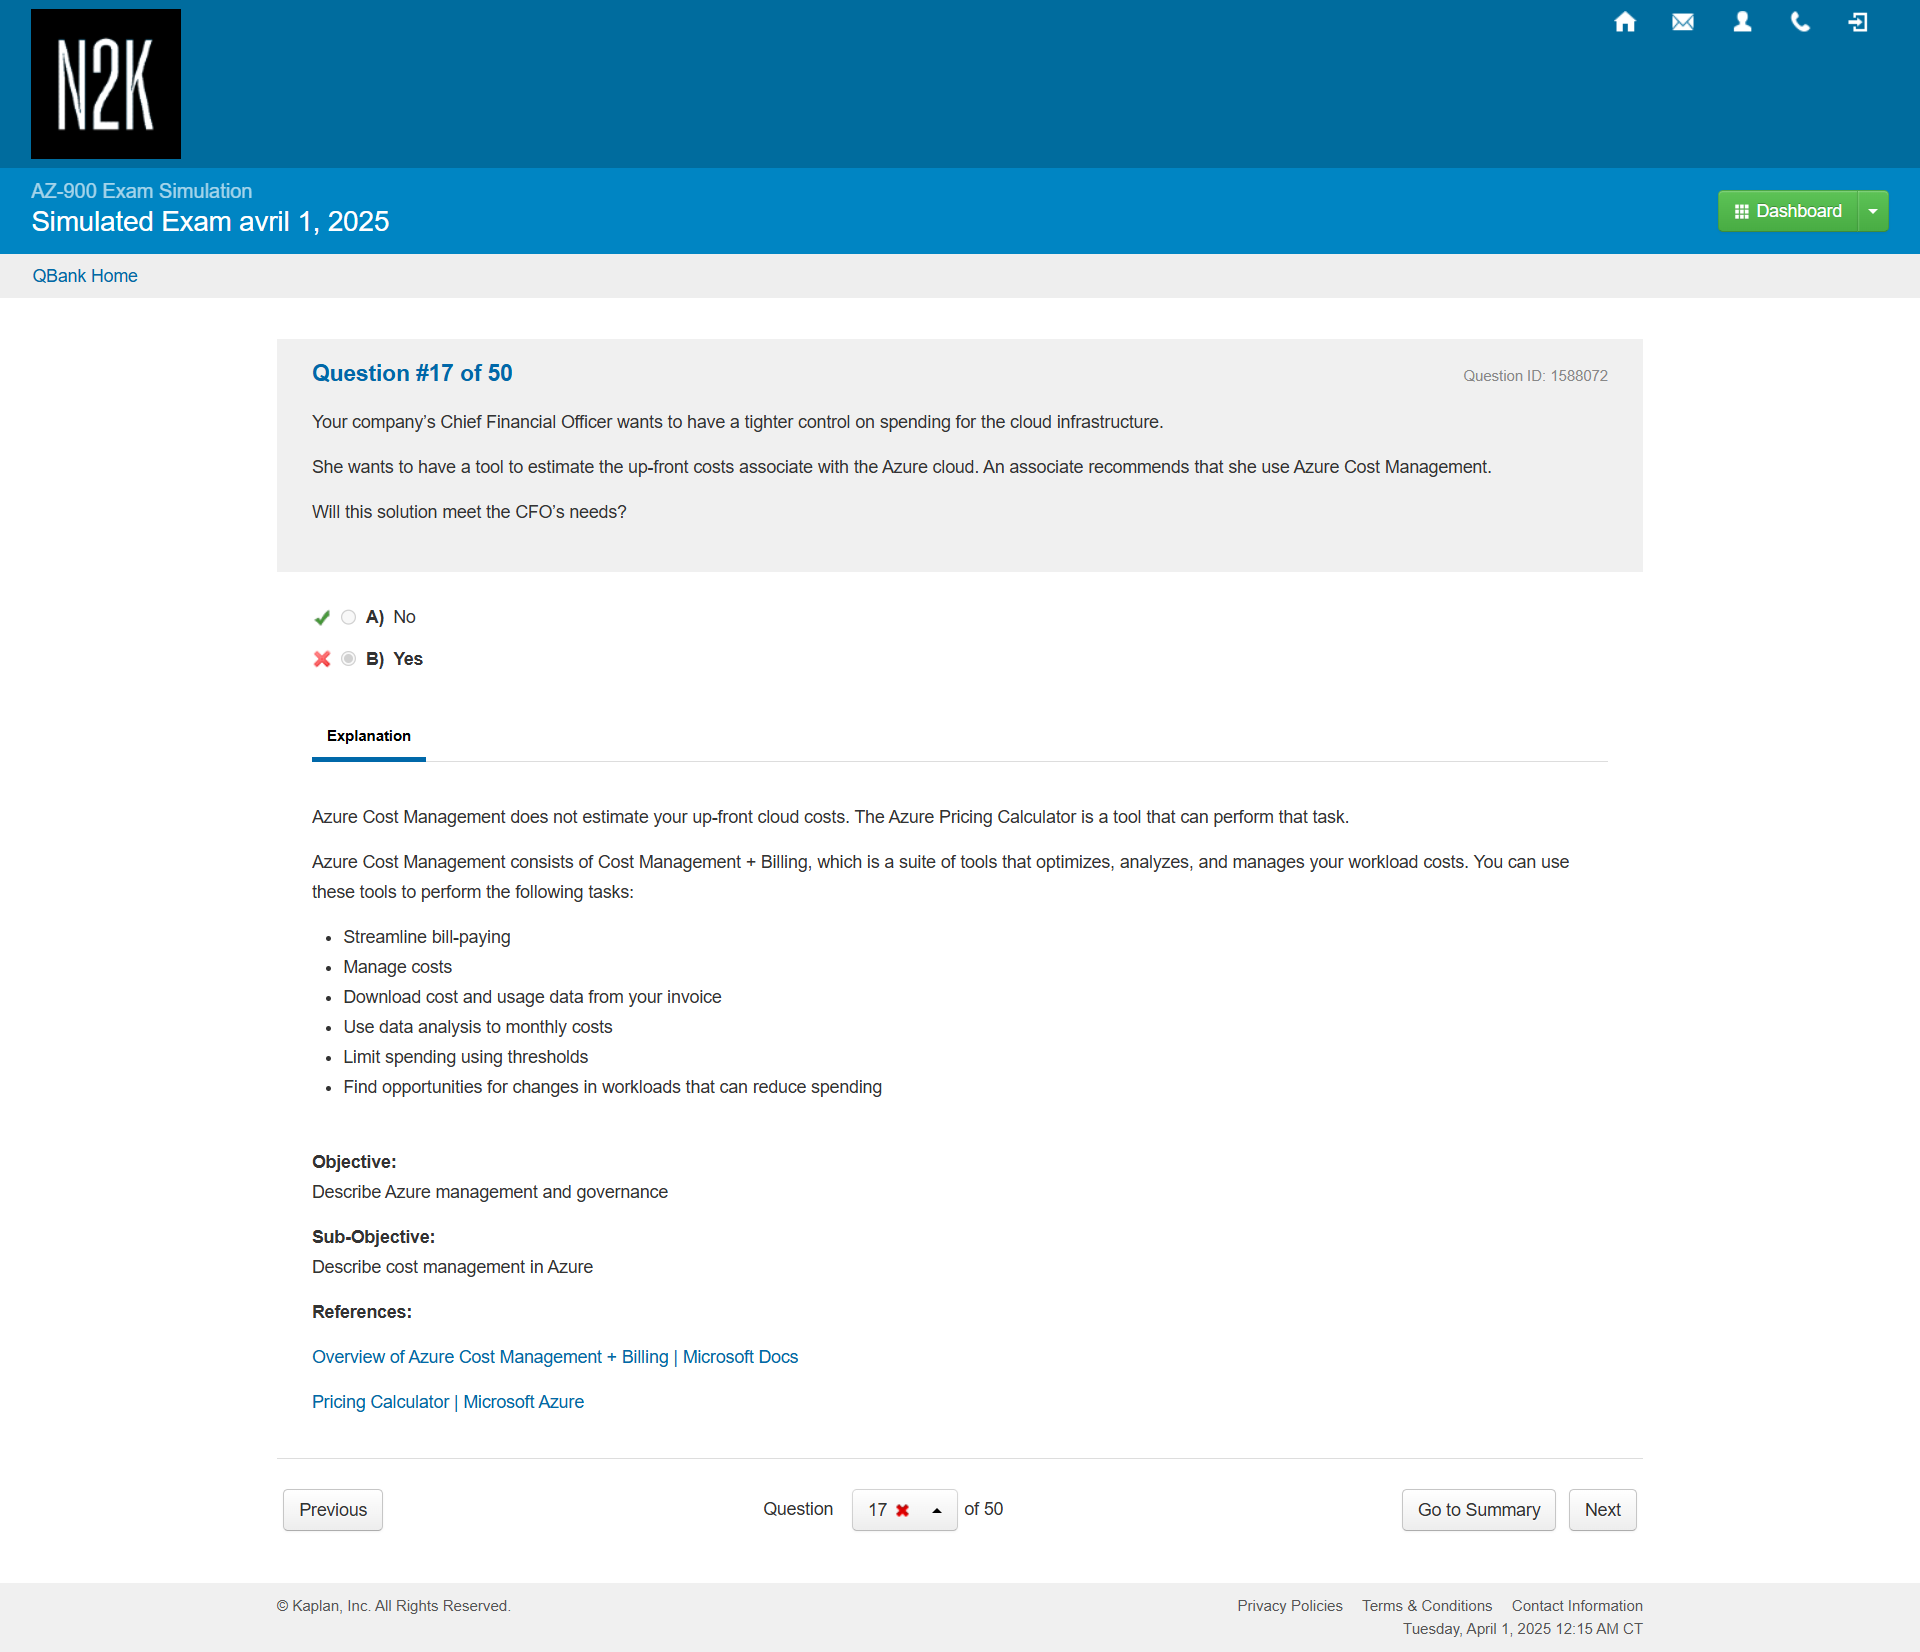 N2K
AZ-900 Exam Simulation
Simulated Exam avril 1, 2025
Dashboard
QBank Home
Question #17 of 50
Question ID: 1588072
Your company’s Chief Financial Officer wants to have a tighter control on spending for the cloud infrastructure.
She wants to have a tool to estimate the up-front costs associate with the Azure cloud. An associate recommends that she use Azure Cost Management.
Will this solution meet the CFO’s needs?
A) No
B) Yes
Explanation
Azure Cost Management does not estimate your up-front cloud costs. The Azure Pricing Calculator is a tool that can perform that task.
Azure Cost Management consists of Cost Management + Billing, which is a suite of tools that optimizes, analyzes, and manages your workload costs. You can use
these tools to perform the following tasks:
• Streamline bill-paying
• Manage costs
• Download cost and usage data from your invoice
• Use data analysis to monthly costs
• Limit spending using thresholds
• Find opportunities for changes in workloads that can reduce spending
Objective:
Describe Azure management and governance
Sub-Objective:
Describe cost management in Azure
References:
Overview of Azure Cost Management + Billing | Microsoft Docs
Pricing Calculator | Microsoft Azure
Previous
Question 17 of 50
Go to Summary
Next
© Kaplan, Inc. All Rights Reserved.
Privacy Policies Terms & Conditions Contact Information
Tuesday, April 1, 2025 12:15 AM CT